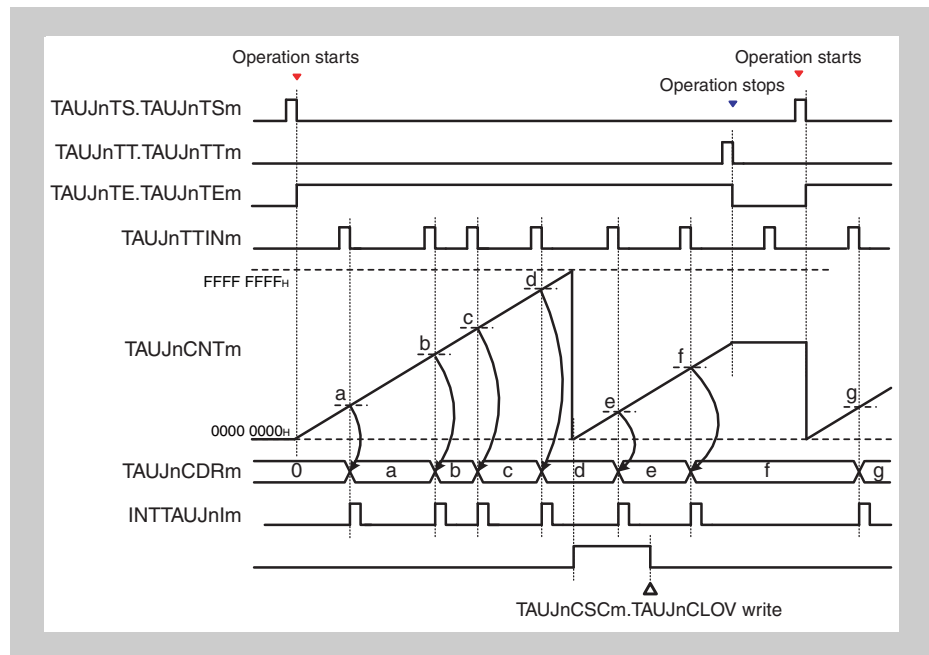 Operation starts
Operation starts
Operation stops
TAUJnTS.TAUJnTSm
TAUJnTT.TAUJnTTm
TAUJnTE.TAUJnTEm
TAUJnTTINm
FFFF FFFFH
d
c
TAUJnCNTm
b
f
a
e
g
0000 0000H
TAUJnCDRm
0 a b c d e f g
INTTAUJnIm
TAUJnCSCm.TAUJnCLOV write